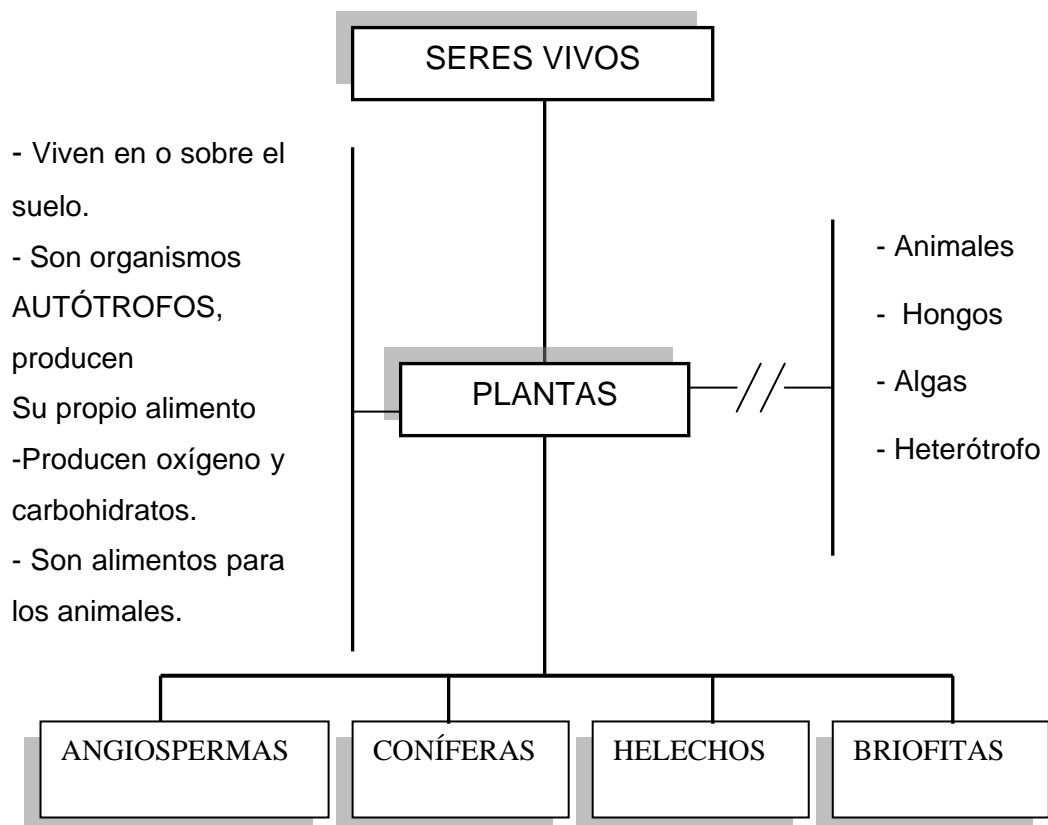 SERES VIVOS
- Viven en o sobre el
suelo.
- Son organismos
AUTÓTROFOS,
producen
Su propio alimento
-Producen oxígeno y
carbohidratos.
- Son alimentos para
los animales.
PLANTAS
- Animales
- Hongos
- Algas
- Heterótrofo
ANGIOSPERMAS
CONÍFERAS
HELECHOS
BRIOFITAS